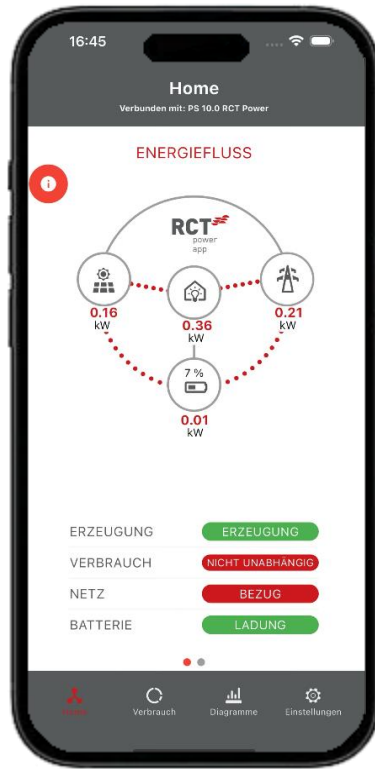 16:45
Home
Verbunden mit: PS 10.0 RCT Power
ENERGIEFLUSS
i
RCT
power
app
0.16
kW
0.36
kW
0.21
kW
7 %
0.01
kW
ERZEUGUNG ERZEUGUNG
VERBRAUCH NICHT UNABHÄNGIG
NETZ BEZUG
BATTERIE LADUNG
Home Verbrauch Diagramme Einstellungen